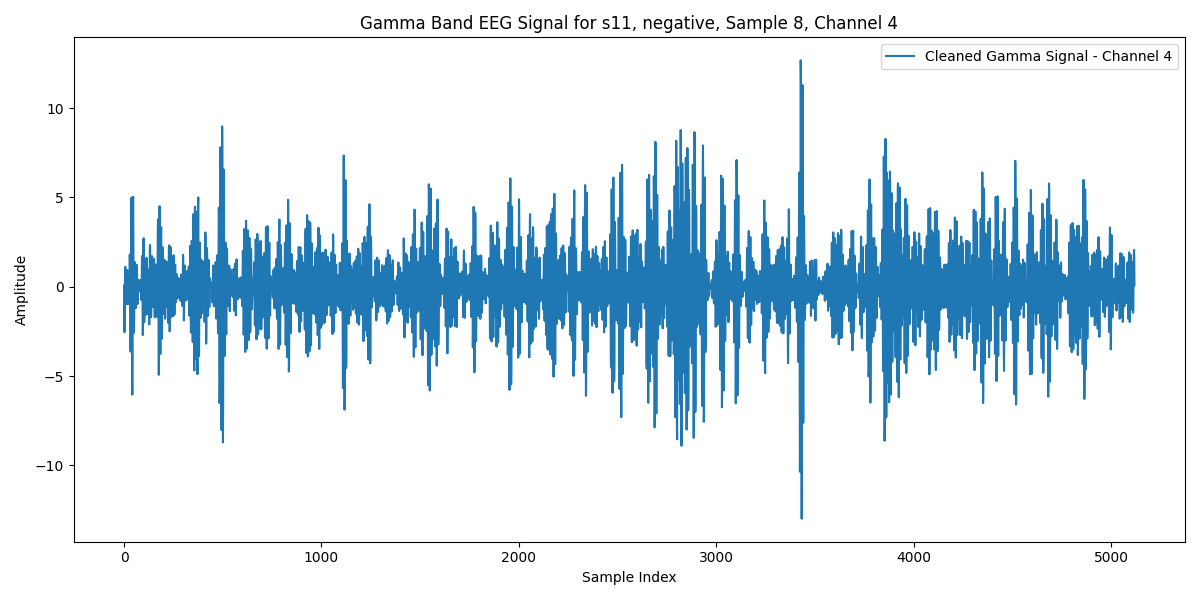 Gamma Band EEG Signal for s11, negative, Sample 8, Channel 4
Cleaned Gamma Signal - Channel 4
Amplitude
10
5
0
−5
−10
0 1000 2000 3000 4000 5000
Sample Index